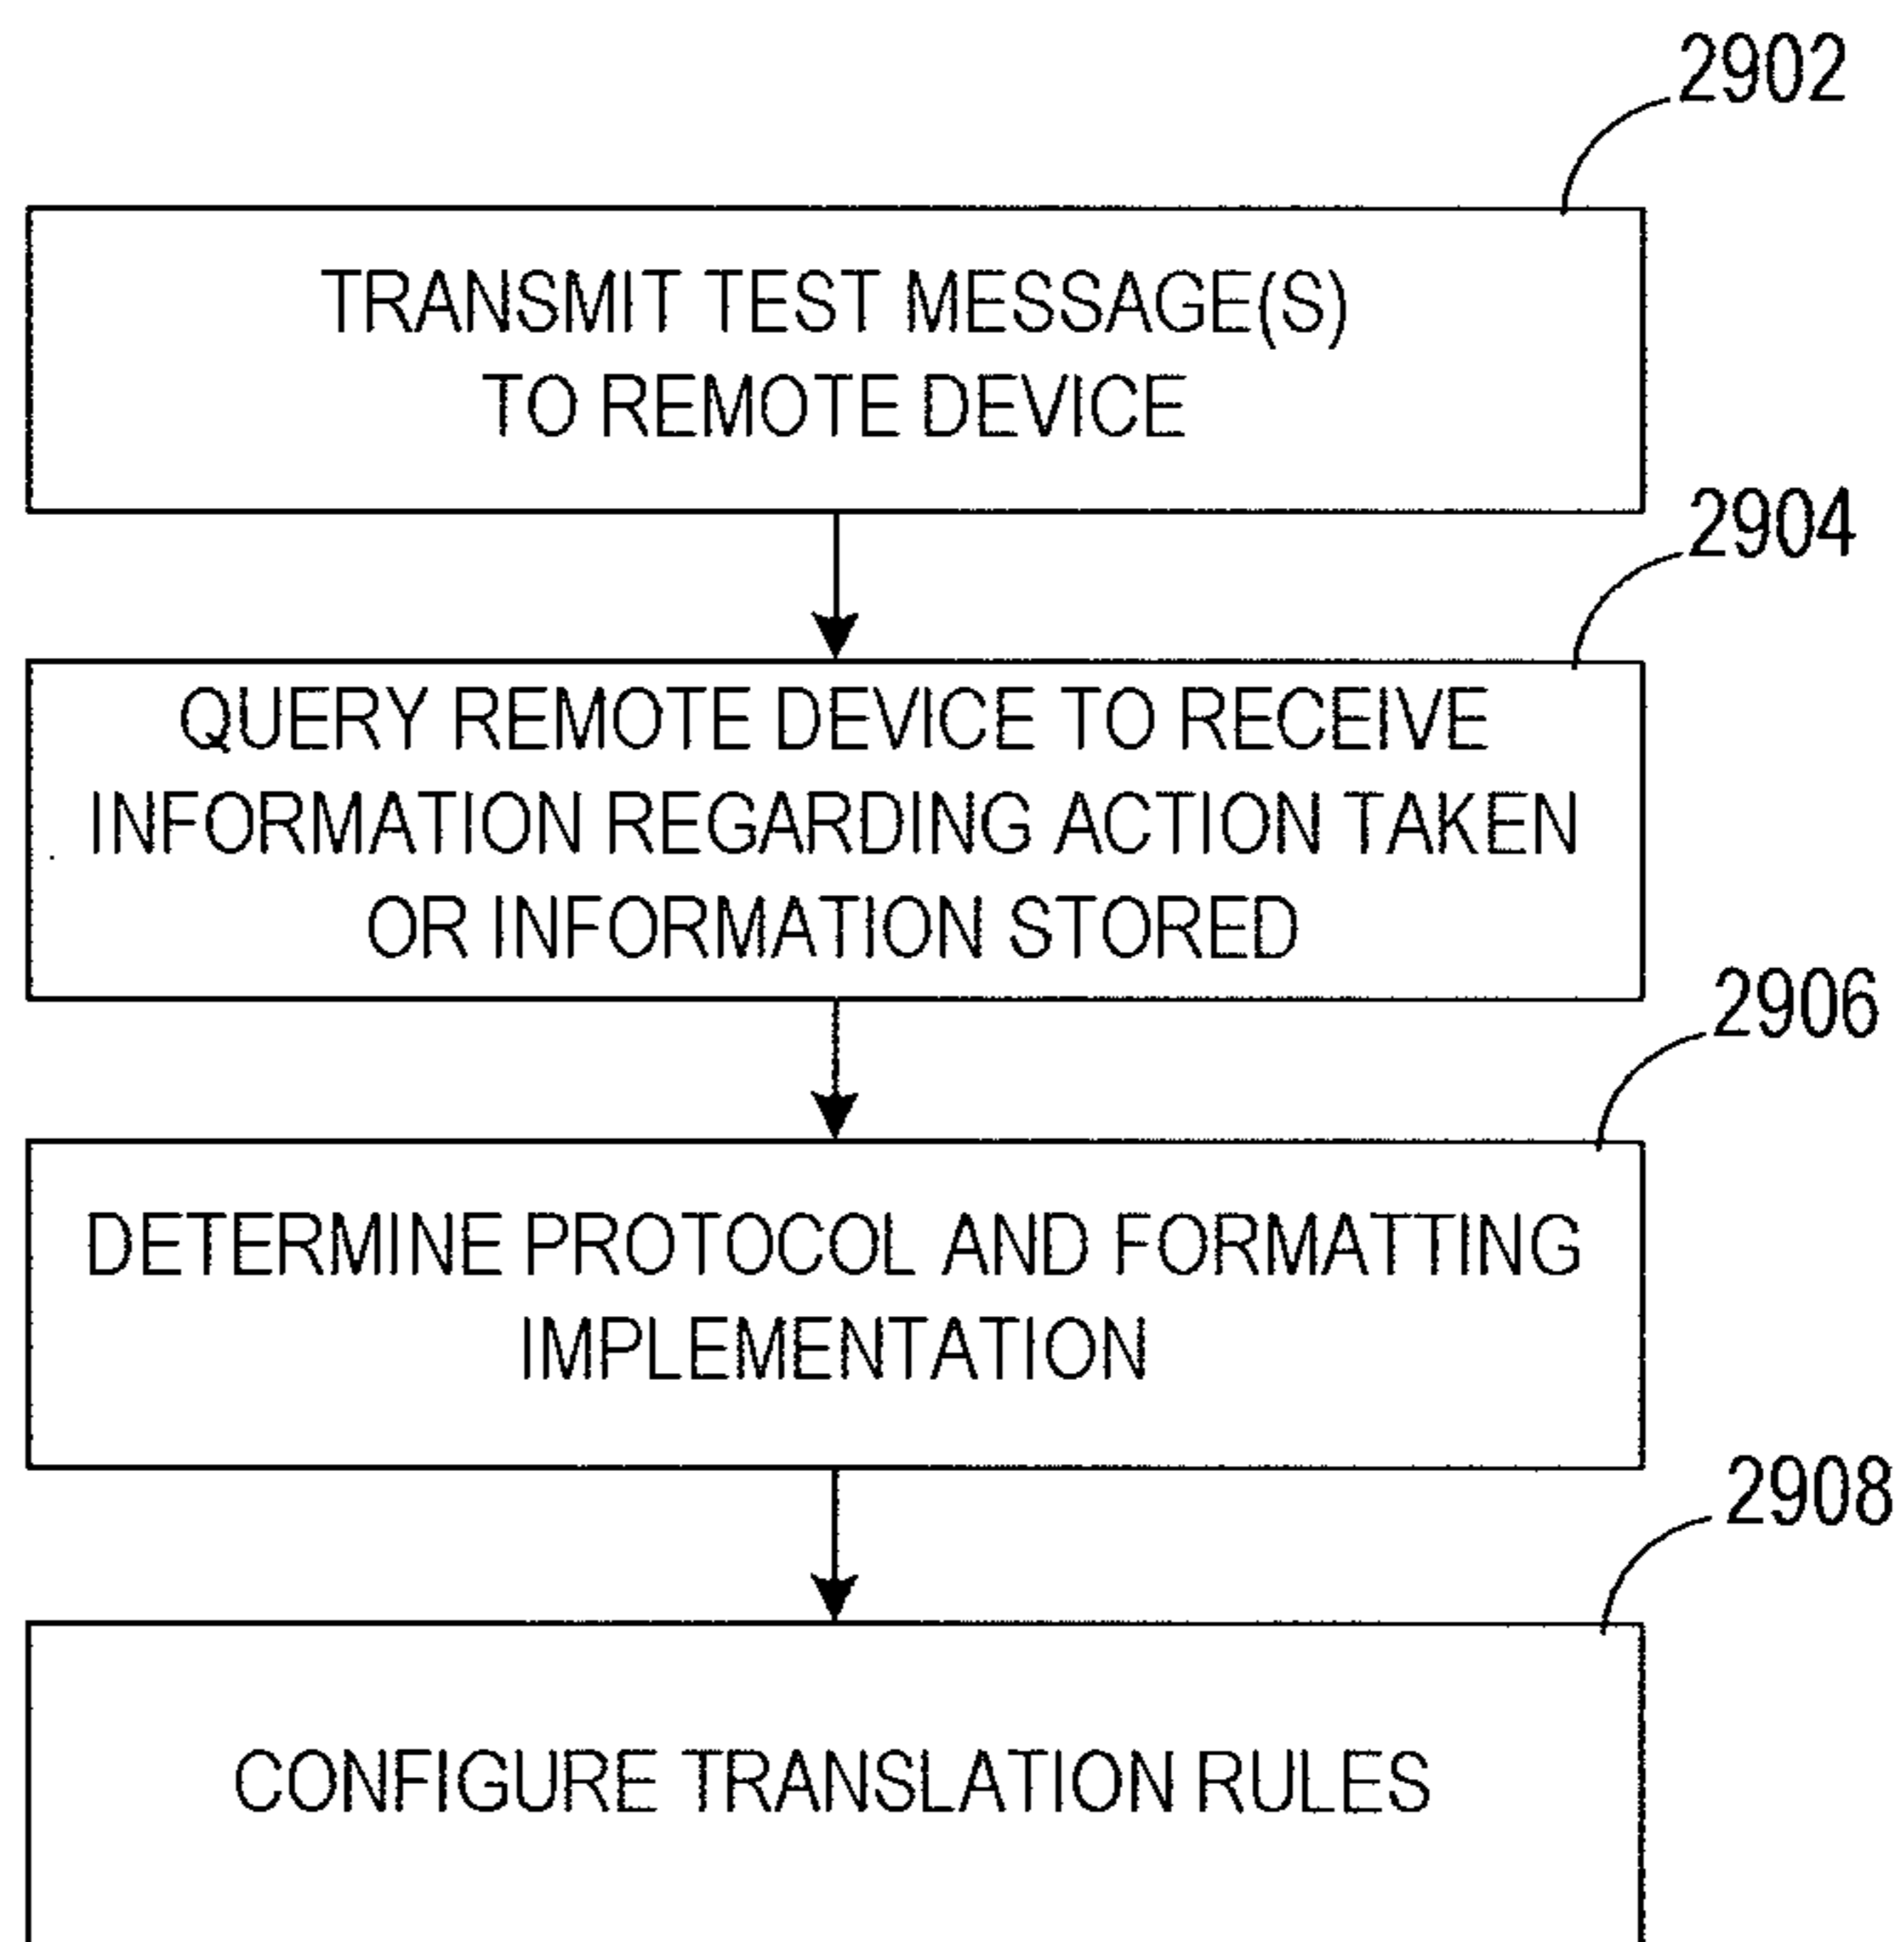 2902
TRANSMIT TEST MESSAGE(S)
TO REMOTE DEVICE
2904
QUERY REMOTE DEVICE TO RECEIVE
INFORMATION REGARDING ACTION TAKEN
OR INFORMATION STORED
2906
DETERMINE PROTOCOL AND FORMATTING
IMPLEMENTATION
2908
CONFIGURE TRANSLATION RULES